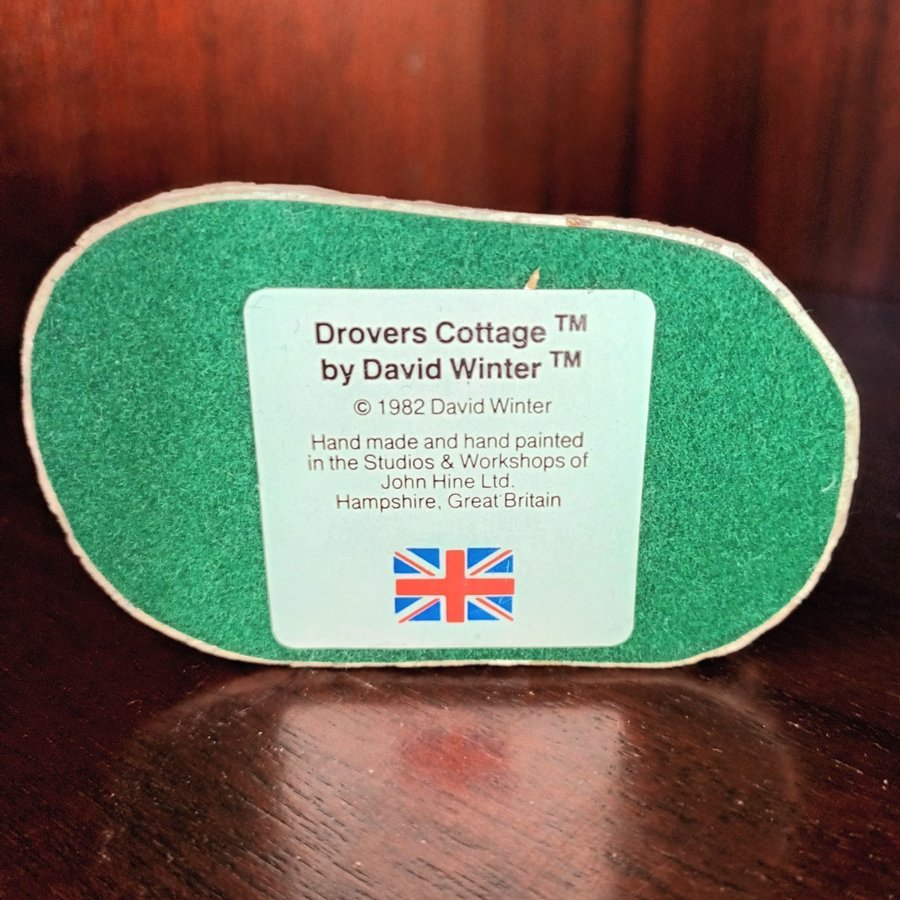 Drovers Cottage ™
by David Winter ™
© 1982 David Winter
Hand made and hand painted
in the Studios & Workshops of
John Hine Ltd.
Hampshire, Great Britain